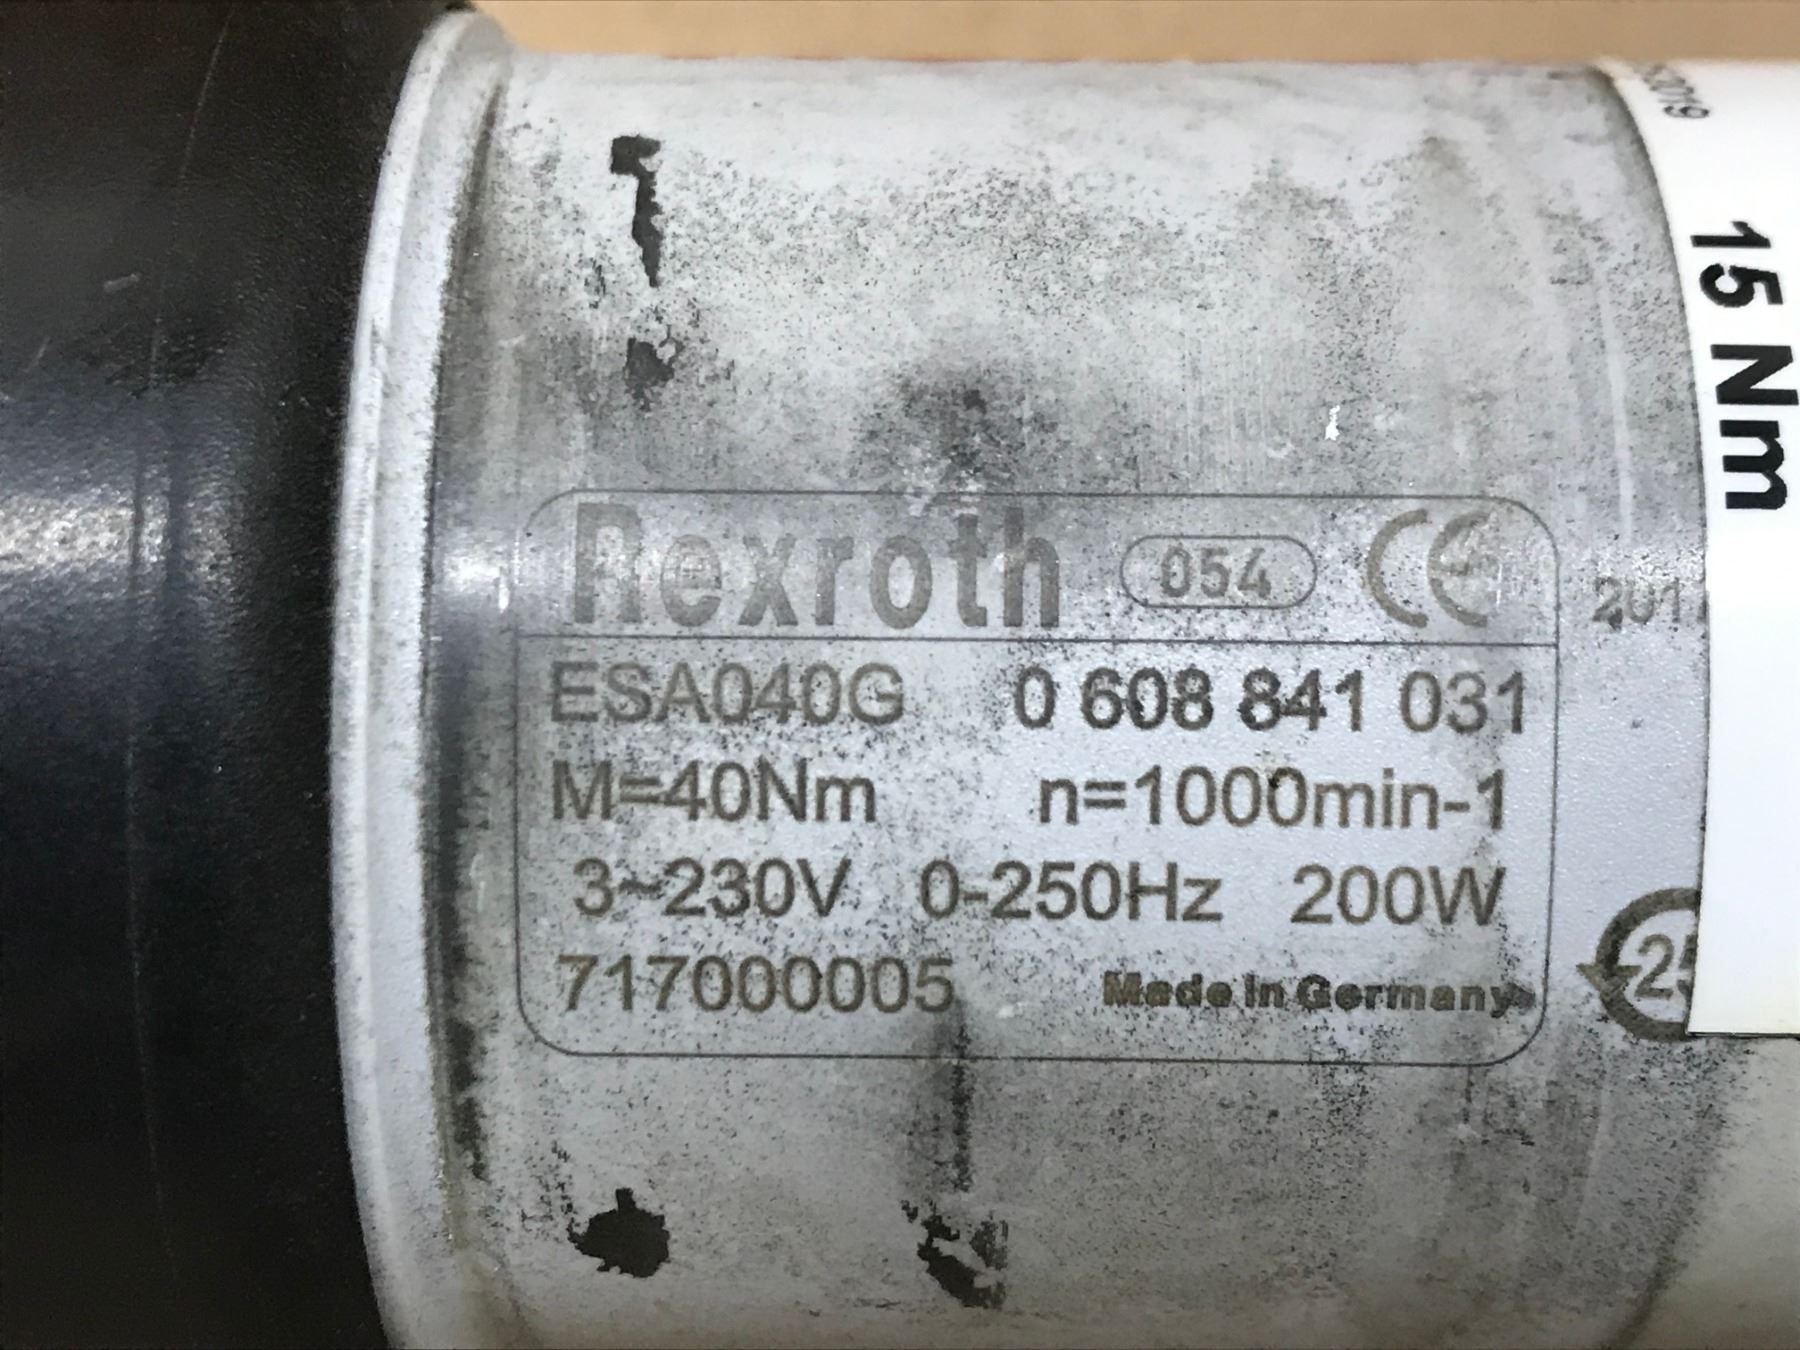 Rexroth 054 CE
ESA040G 0 608 841 031
M=40Nm n=1000min-1
3~230V 0-250Hz 200W
717000005 Made in Germany
15 Nm